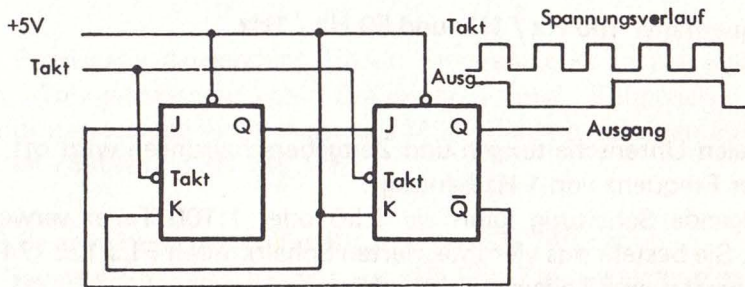 Takt Spannungsverlauf
+5V
Takt
Ausg.
Ausgang
J Q
Takt
K
J Q
Takt
K Q̅